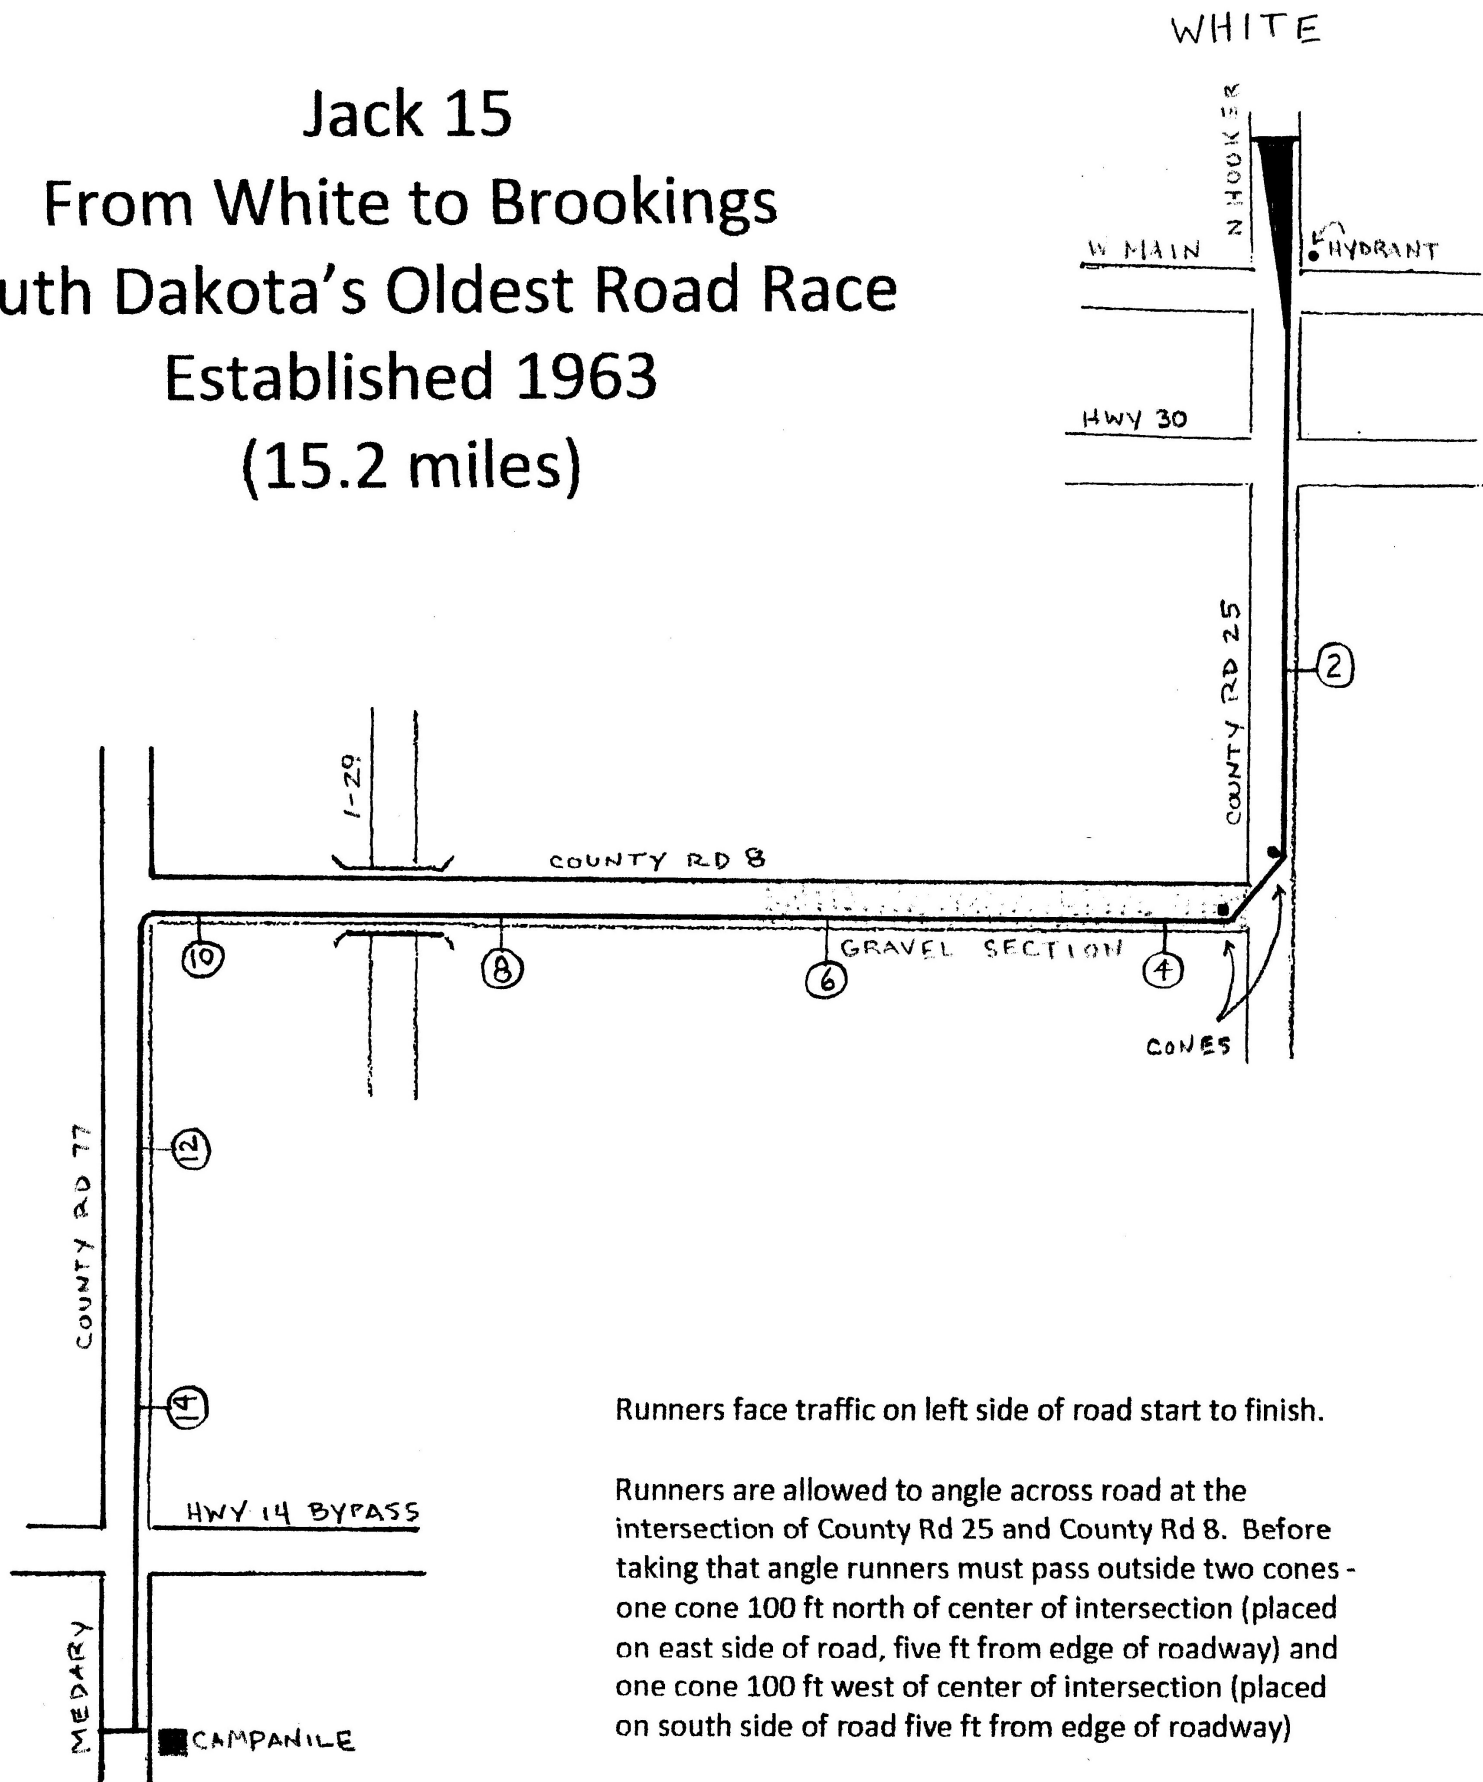 WHITE
Jack 15
From White to Brookings
uth Dakota's Oldest Road Race
Established 1963
(15.2 miles)
N HOOKER
W MAIN
HYDRANT
HWY 30
COUNTY RD 25
2
I-29
COUNTY RD 8
GRAVEL SECTION
10
8
6
4
CONES
COUNTY RD 77
12
14
HWY 14 BYPASS
MEDARY
CAMPANILE
Runners face traffic on left side of road start to finish.
Runners are allowed to angle across road at the
intersection of County Rd 25 and County Rd 8. Before
taking that angle runners must pass outside two cones -
one cone 100 ft north of center of intersection (placed
on east side of road, five ft from edge of roadway) and
one cone 100 ft west of center of intersection (placed
on south side of road five ft from edge of roadway)